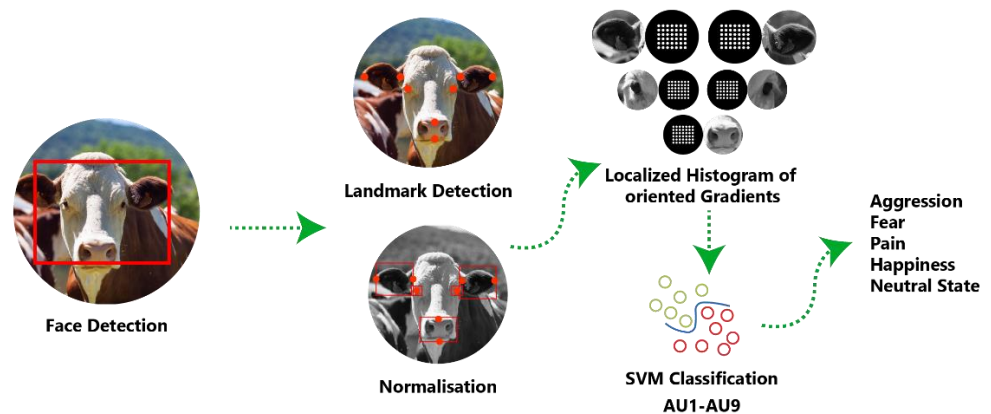 Face Detection
Landmark Detection
Normalisation
Localized Histogram of
oriented Gradients
SVM Classification
AU1-AU9
Aggression
Fear
Pain
Happiness
Neutral State